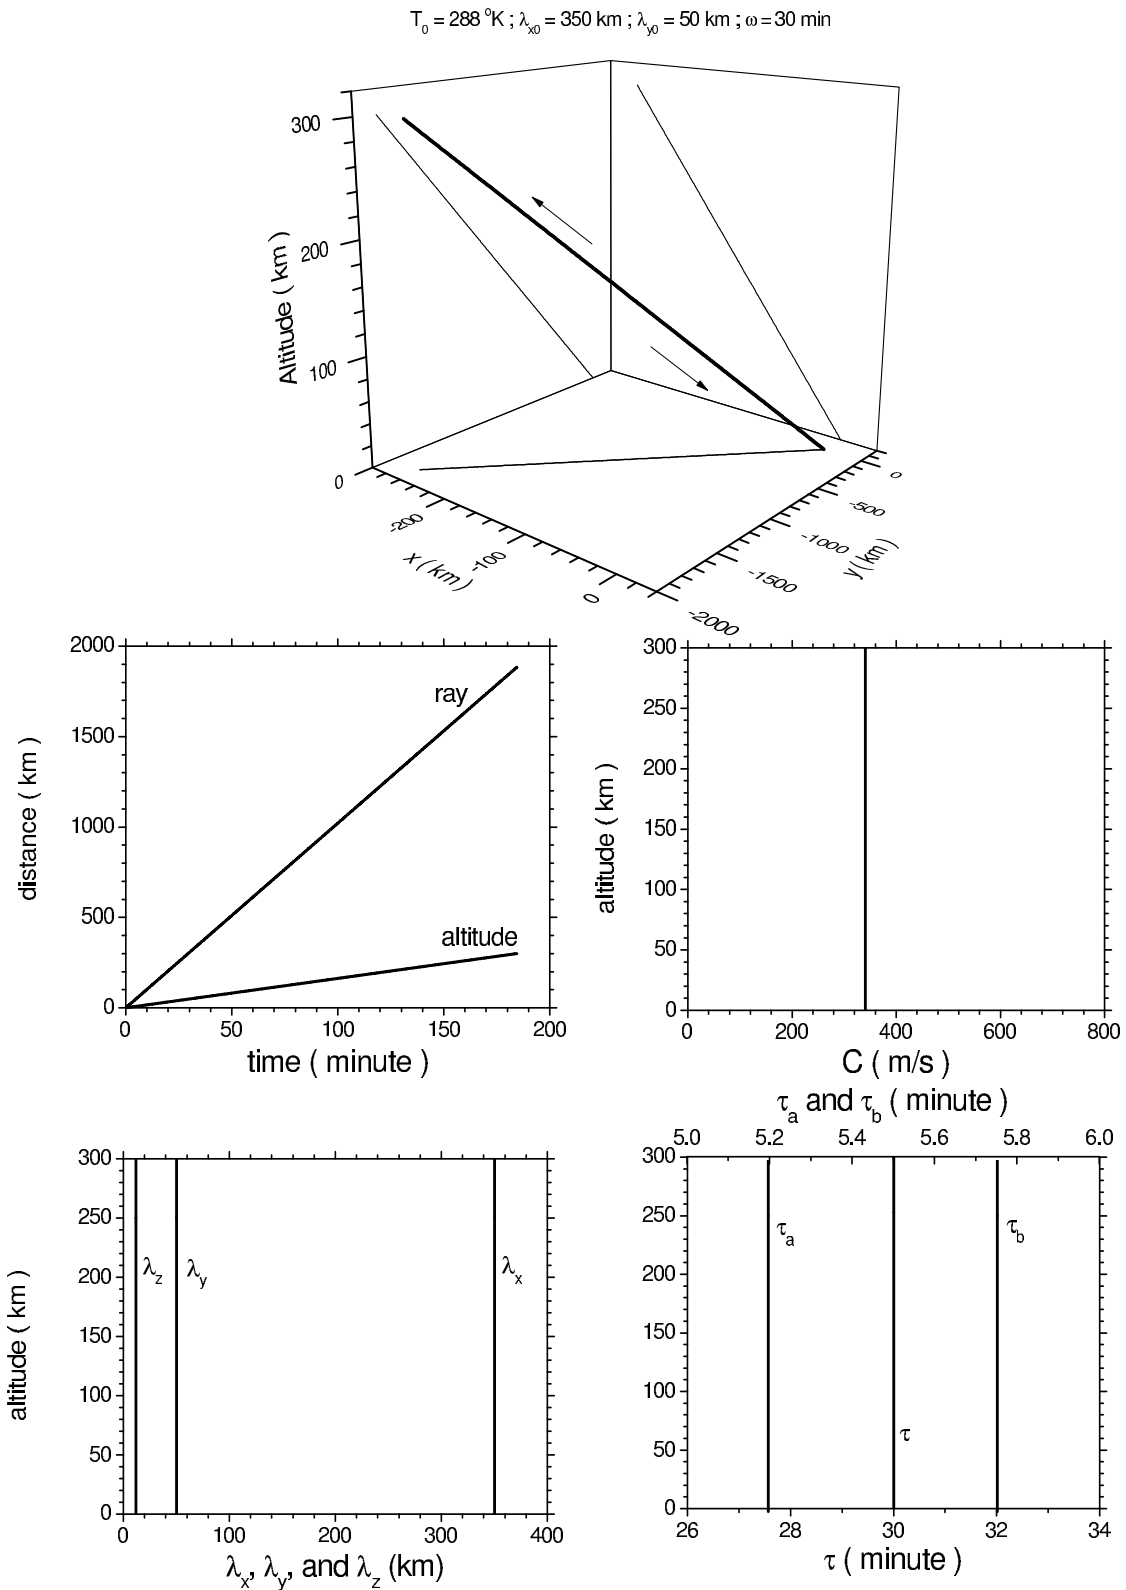 T0 = 288 °K ; λx0 = 350 km ; λy0 = 50 km ; ω = 30 min
300
200
100
0
Altitude ( km )
-200
-100
0
x ( km )
0
-500
-1000
-1500
-2000
y (km)
2000
1500
1000
500
0
distance ( km )
ray
altitude
0 50 100 150 200
time ( minute )
300
250
200
150
100
50
0
altitude ( km )
0 200 400 600 800
C ( m/s )
300
250
200
150
100
50
0
altitude ( km )
λz λy λx
0 100 200 300 400
λx, λy, and λz (km)
τa and τb ( minute )
5.0 5.2 5.4 5.6 5.8 6.0
300
250
200
150
100
50
0
τa
τb
τ
26 28 30 32 34
τ ( minute )